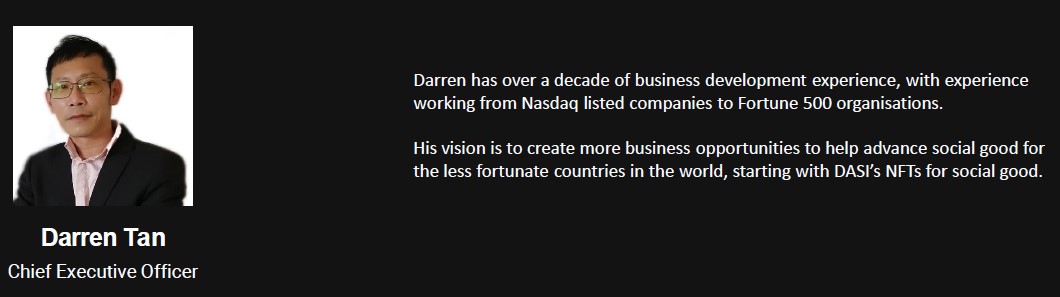 Darren has over a decade of business development experience, with experience
working from Nasdaq listed companies to Fortune 500 organisations.
His vision is to create more business opportunities to help advance social good for
the less fortunate countries in the world, starting with DASI’s NFTs for social good.
Darren Tan
Chief Executive Officer